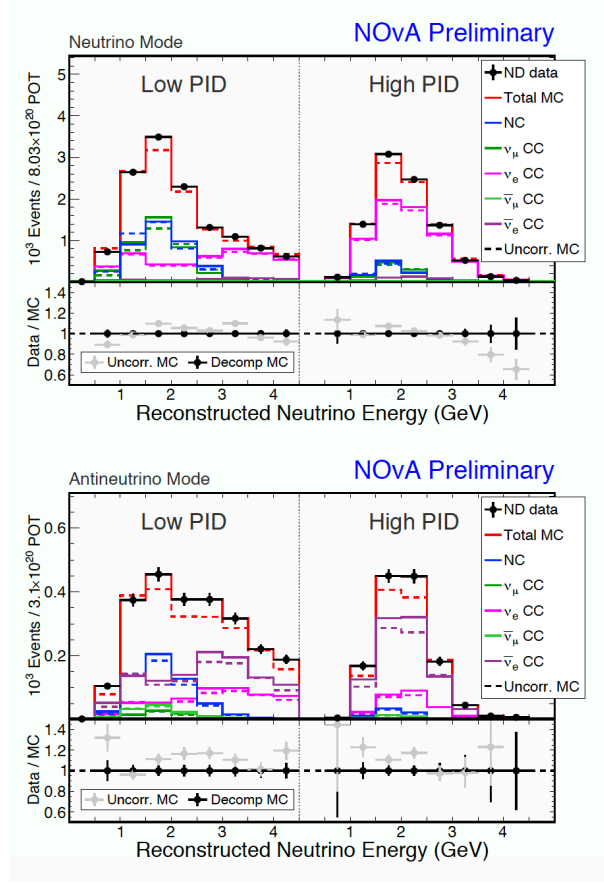 Neutrino Mode
NOvA Preliminary
Low PID
High PID
ND data
Total MC
NC
νμ CC
νe CC
ν̅μ CC
ν̅e CC
Uncorr. MC
10³ Events / 8.03×10²⁰ POT
5
4
3
2
1
Data / MC
1.4
1.2
1
0.8
0.6
Uncorr. MC
Decomp MC
1 2 3 4 1 2 3 4
Reconstructed Neutrino Energy (GeV)
Antineutrino Mode
NOvA Preliminary
Low PID
High PID
ND data
Total MC
NC
νμ CC
νe CC
ν̅μ CC
ν̅e CC
Uncorr. MC
10³ Events / 3.1×10²⁰ POT
0.6
0.4
0.2
Data / MC
1.4
1.2
1
0.8
0.6
Uncorr. MC
Decomp MC
1 2 3 4 1 2 3 4
Reconstructed Neutrino Energy (GeV)